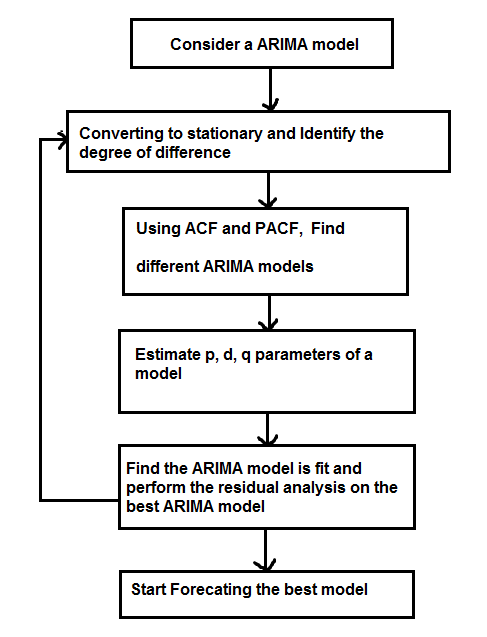 Consider a ARIMA model
Converting to stationary and Identify the
degree of difference
Using ACF and PACF, Find
different ARIMA models
Estimate p, d, q parameters of a
model
Find the ARIMA model is fit and
perform the residual analysis on the
best ARIMA model
Start Forecating the best model